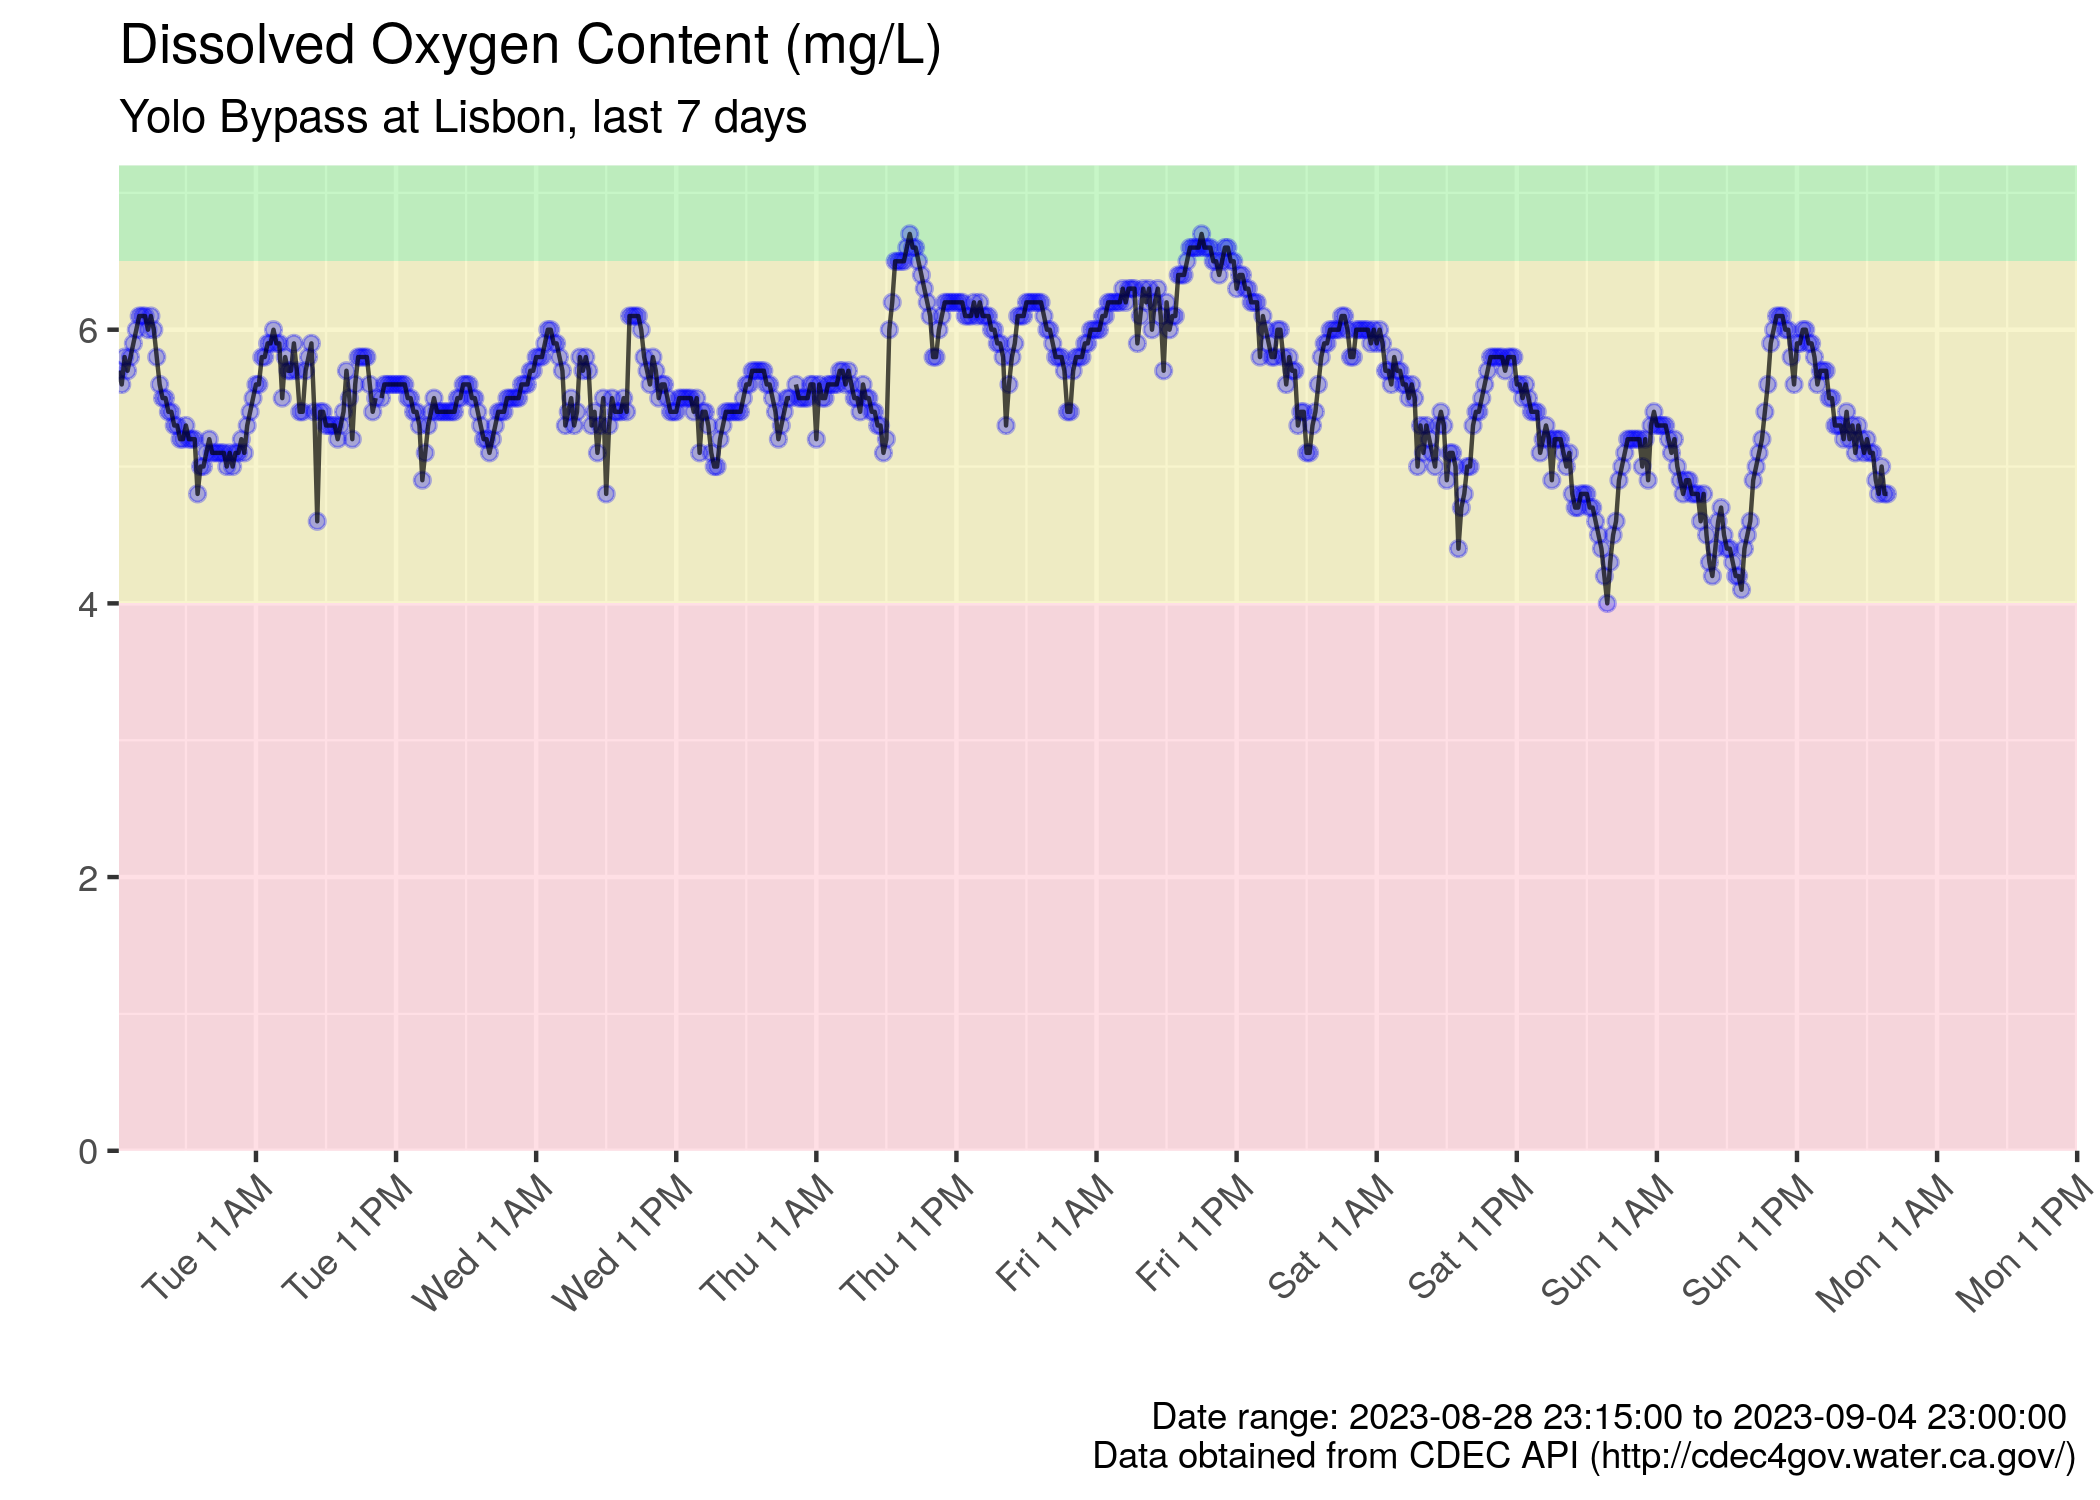 Dissolved Oxygen Content (mg/L)
Yolo Bypass at Lisbon, last 7 days
6
4
2
0
Tue 11AM
Tue 11PM
Wed 11AM
Wed 11PM
Thu 11AM
Thu 11PM
Fri 11AM
Fri 11PM
Sat 11AM
Sat 11PM
Sun 11AM
Sun 11PM
Mon 11AM
Mon 11PM
Date range: 2023-08-28 23:15:00 to 2023-09-04 23:00:00
Data obtained from CDEC API (http://cdec4gov.water.ca.gov/)